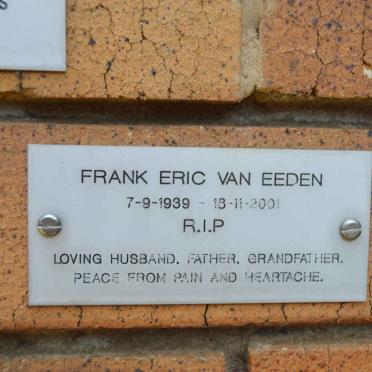 S
FRANK ERIC VAN EEDEN
7-9-1939 - 13-11-2001
R.I.P
LOVING HUSBAND, FATHER, GRANDFATHER.
PEACE FROM PAIN AND HEARTACHE.